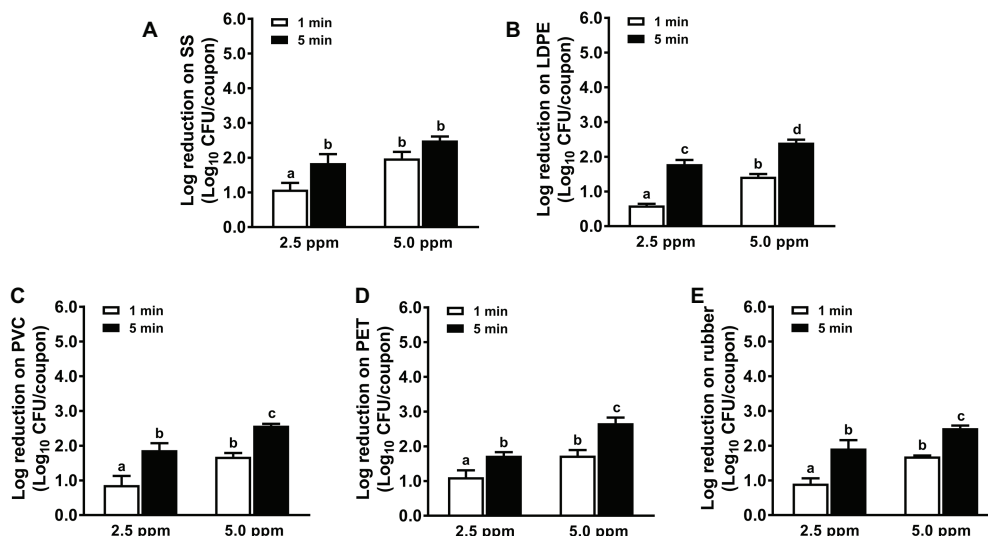 A
Log reduction on SS
(Log10 CFU/coupon)
1 min
5 min
6.0
5.0
4.0
3.0
2.0
1.0
0.0
a
b
b
b
2.5 ppm
5.0 ppm
B
Log reduction on LDPE
(Log10 CFU/coupon)
1 min
5 min
6.0
5.0
4.0
3.0
2.0
1.0
0.0
a
c
b
d
2.5 ppm
5.0 ppm
C
Log reduction on PVC
(Log10 CFU/coupon)
1 min
5 min
6.0
5.0
4.0
3.0
2.0
1.0
0.0
a
b
b
c
2.5 ppm
5.0 ppm
D
Log reduction on PET
(Log10 CFU/coupon)
1 min
5 min
6.0
5.0
4.0
3.0
2.0
1.0
0.0
a
b
b
c
2.5 ppm
5.0 ppm
E
Log reduction on rubber
(Log10 CFU/coupon)
1 min
5 min
6.0
5.0
4.0
3.0
2.0
1.0
0.0
a
b
b
c
2.5 ppm
5.0 ppm